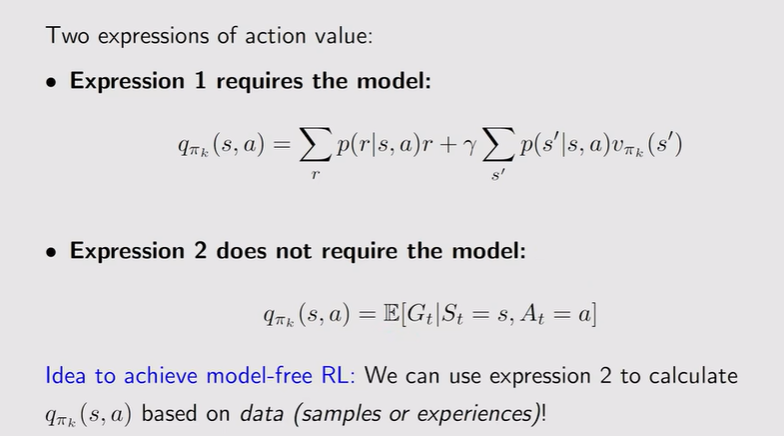 Two expressions of action value:
• Expression 1 requires the model:
$q_{\pi_k}(s, a) = \sum_{r} p(r|s, a)r + \gamma \sum_{s'} p(s'|s, a)v_{\pi_k}(s')$
• Expression 2 does not require the model:
$q_{\pi_k}(s, a) = \mathbb{E}[G_t|S_t = s, A_t = a]$
Idea to achieve model-free RL: We can use expression 2 to calculate
$q_{\pi_k}(s, a)$ based on data (samples or experiences)!